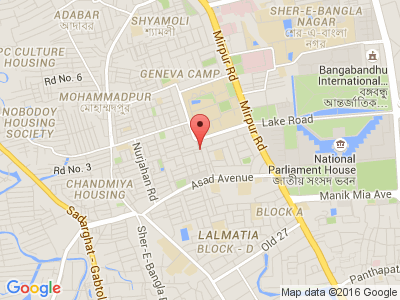 ADABAR
আদাবর
SHYAMOLI
শ্যামলী
SHER-E-BANGLA
NAGAR
শের-ই-বাংলা
নগর
Mirpur Rd
PC CULTURE
HOUSING
Rd No. 6
GENEVA CAMP
Bangabandhu
International...
বঙ্গবন্ধু
আন্তর্জাতিক...
MOHAMMADPUR
মোহাম্মদপুর
NOBODOY
HOUSING
SOCIETY
Lake Road
Mirpur Rd
Rd No. 3
National
Parliament House
জাতীয় সংসদ ভবন
CHANDMIYA
HOUSING
Nurjahan Rd
Asad Avenue
Manik Mia Ave
BLOCK A
Sadarghat - Gabtol
Sher-E-Bangla R
LALMATIA
BLOCK - D
Old 27
Panthapat
Google
Map data ©2016 Google